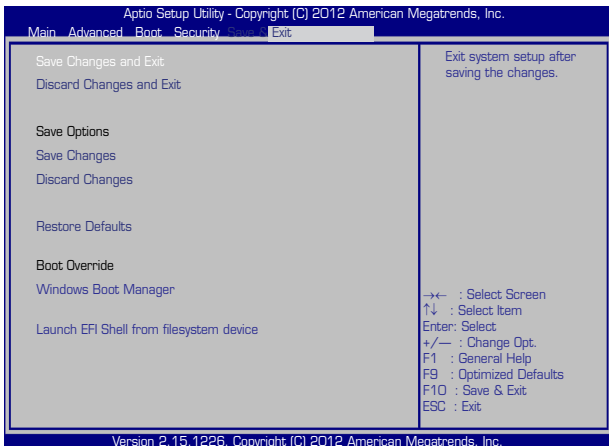 Aptio Setup Utility - Copyright (C) 2012 American Megatrends, Inc.
Main Advanced Boot Security Save & Exit
Save Changes and Exit
Discard Changes and Exit
Save Options
Save Changes
Discard Changes
Restore Defaults
Boot Override
Windows Boot Manager
Launch EFI Shell from filesystem device
Exit system setup after
saving the changes.
→← : Select Screen
↑↓ : Select Item
Enter: Select
+/— : Change Opt.
F1 : General Help
F9 : Optimized Defaults
F10 : Save & Exit
ESC : Exit
Version 2.15.1226. Copyright (C) 2012 American Megatrends, Inc.